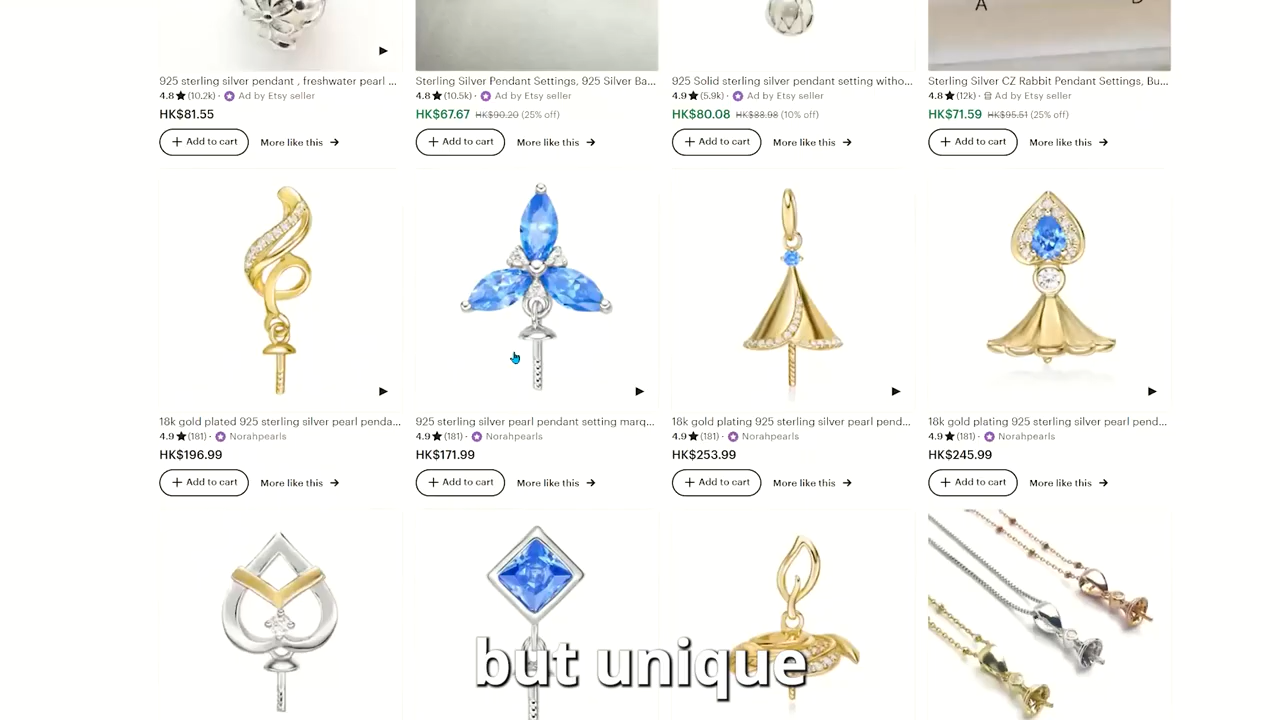 A
925 sterling silver pendant , freshwater pearl ...
Sterling Silver Pendant Settings, 925 Silver Ba...
925 Solid sterling silver pendant setting witho...
Sterling Silver CZ Rabbit Pendant Settings, Bu...
4.8★ (10.2k) · Ad by Etsy seller
4.8★ (10.5k) · Ad by Etsy seller
4.9★ (5.9k) · Ad by Etsy seller
4.8★ (12k) · Ad by Etsy seller
HK$81.55
HK$67.67 HK$90.20 (25% off)
HK$80.08 HK$88.98 (10% off)
HK$71.59 HK$95.51 (25% off)
+ Add to cart More like this →
+ Add to cart More like this →
+ Add to cart More like this →
+ Add to cart More like this →
18k gold plated 925 sterling silver pearl penda...
925 sterling silver pearl pendant setting marq...
18k gold plating 925 sterling silver pearl pend...
18k gold plating 925 sterling silver pearl pend...
4.9★ (181) · Norahpearls
4.9★ (181) · Norahpearls
4.9★ (181) · Norahpearls
4.9★ (181) · Norahpearls
HK$196.99
HK$171.99
HK$253.99
HK$245.99
+ Add to cart More like this →
+ Add to cart More like this →
+ Add to cart More like this →
+ Add to cart More like this →
but unique